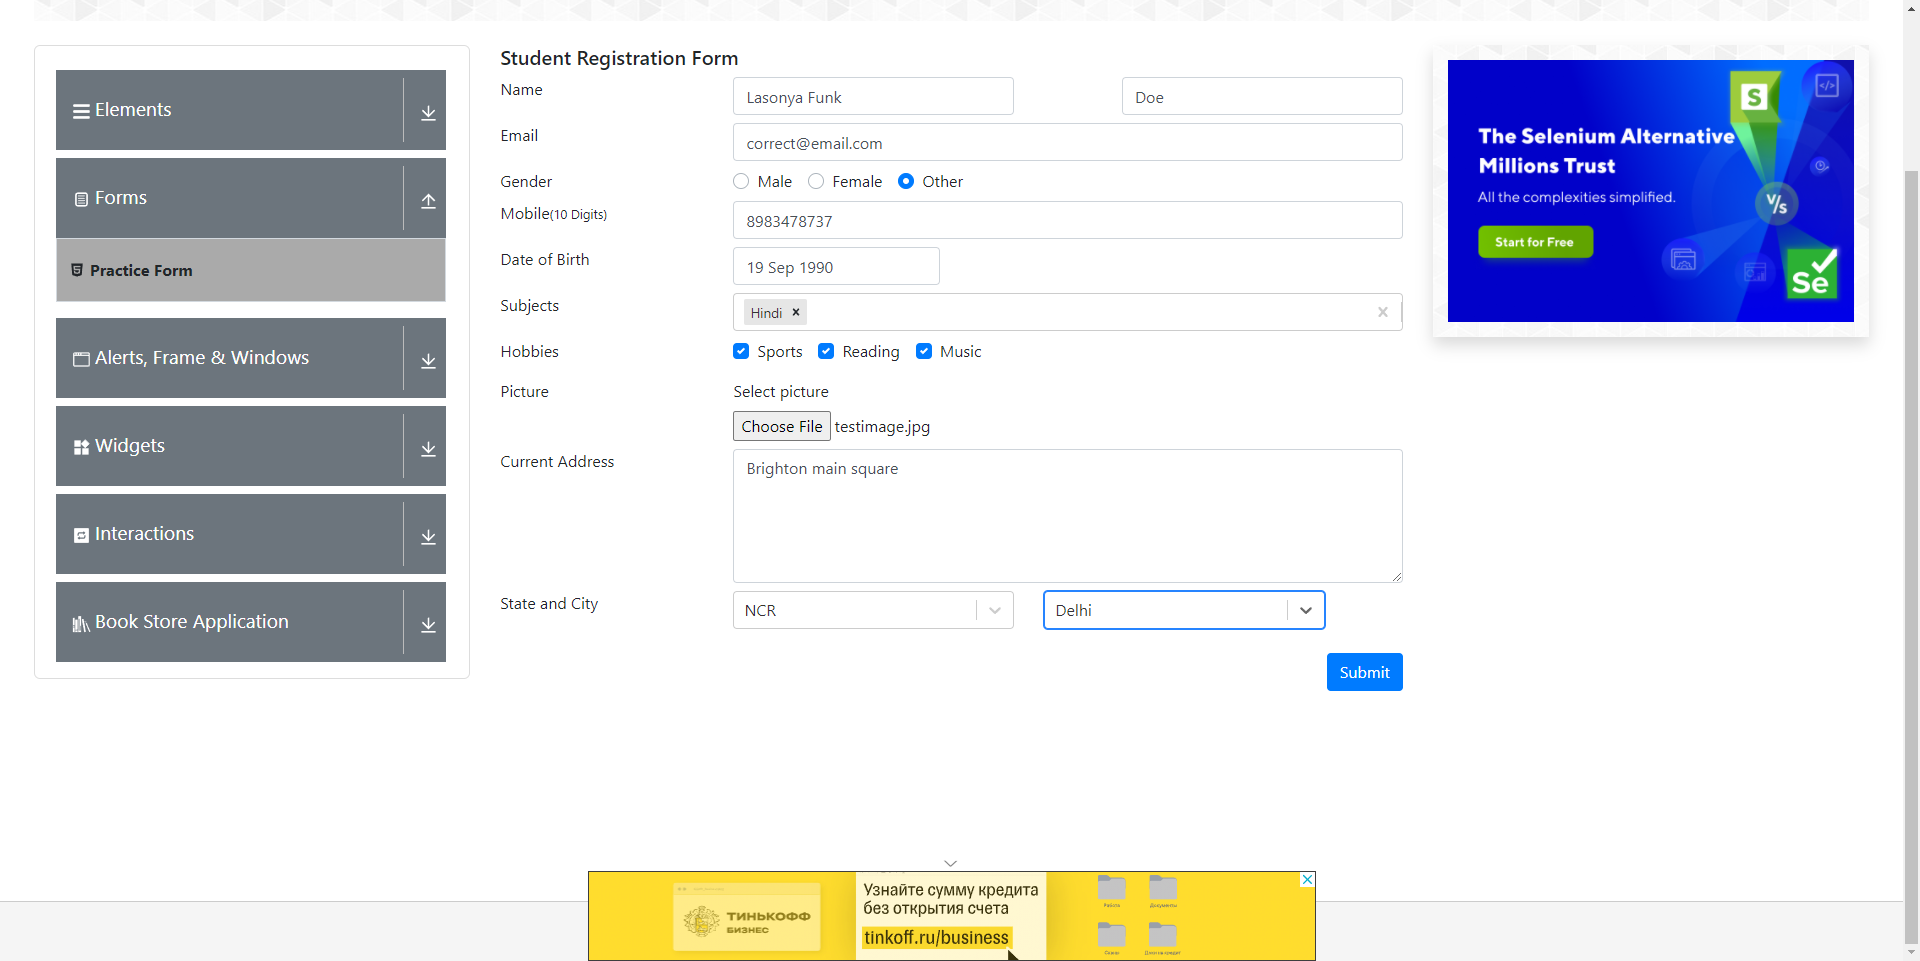 Elements
Forms
Practice Form
Alerts, Frame & Windows
Widgets
Interactions
Book Store Application
Student Registration Form
Name
Lasonya Funk
Doe
Email
correct@email.com
Gender
Male
Female
Other
Mobile(10 Digits)
8983478737
Date of Birth
19 Sep 1990
Subjects
Hindi
Hobbies
Sports
Reading
Music
Picture
Select picture
Choose File testimage.jpg
Current Address
Brighton main square
State and City
NCR
Delhi
Submit
The Selenium Alternative
Millions Trust
All the complexities simplified.
Start for Free
S
</>
V/s
Se
ТИНЬКОФФ
БИЗНЕС
Узнайте сумму кредита
без открытия счета
tinkoff.ru/business